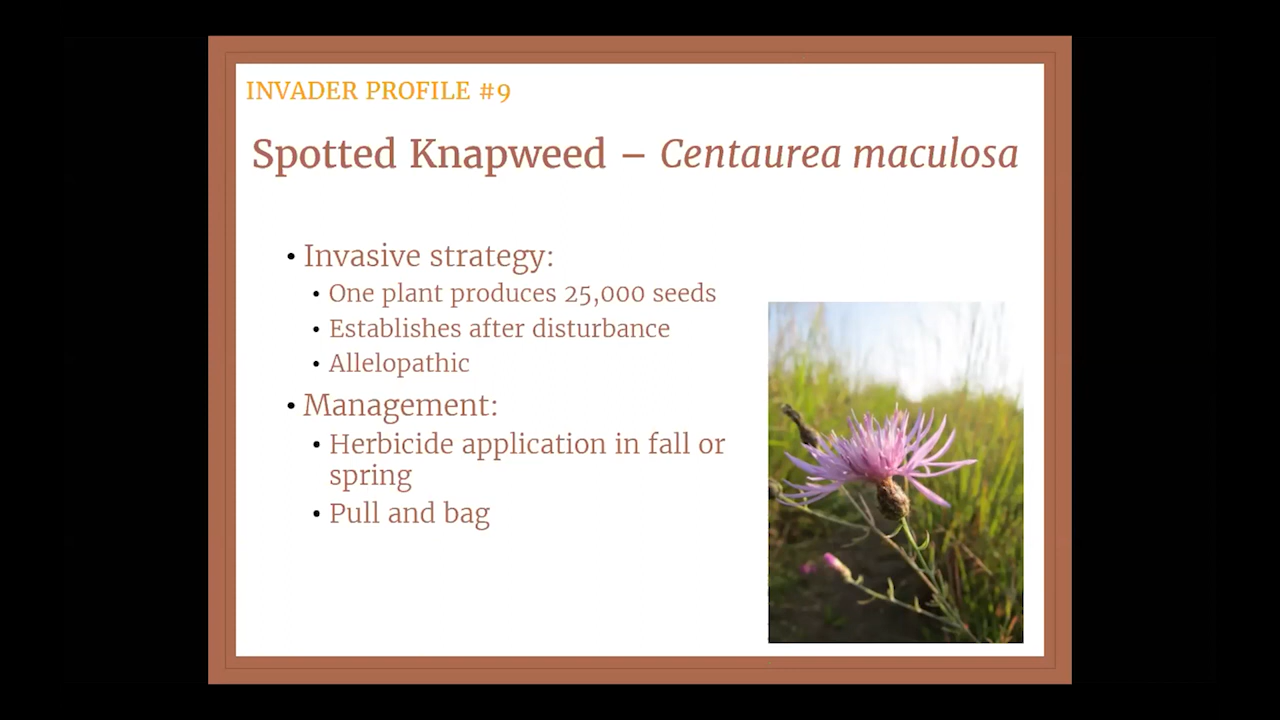 INVADER PROFILE #9
Spotted Knapweed – Centaurea maculosa
• Invasive strategy:
• One plant produces 25,000 seeds
• Establishes after disturbance
• Allelopathic
• Management:
• Herbicide application in fall or
spring
• Pull and bag